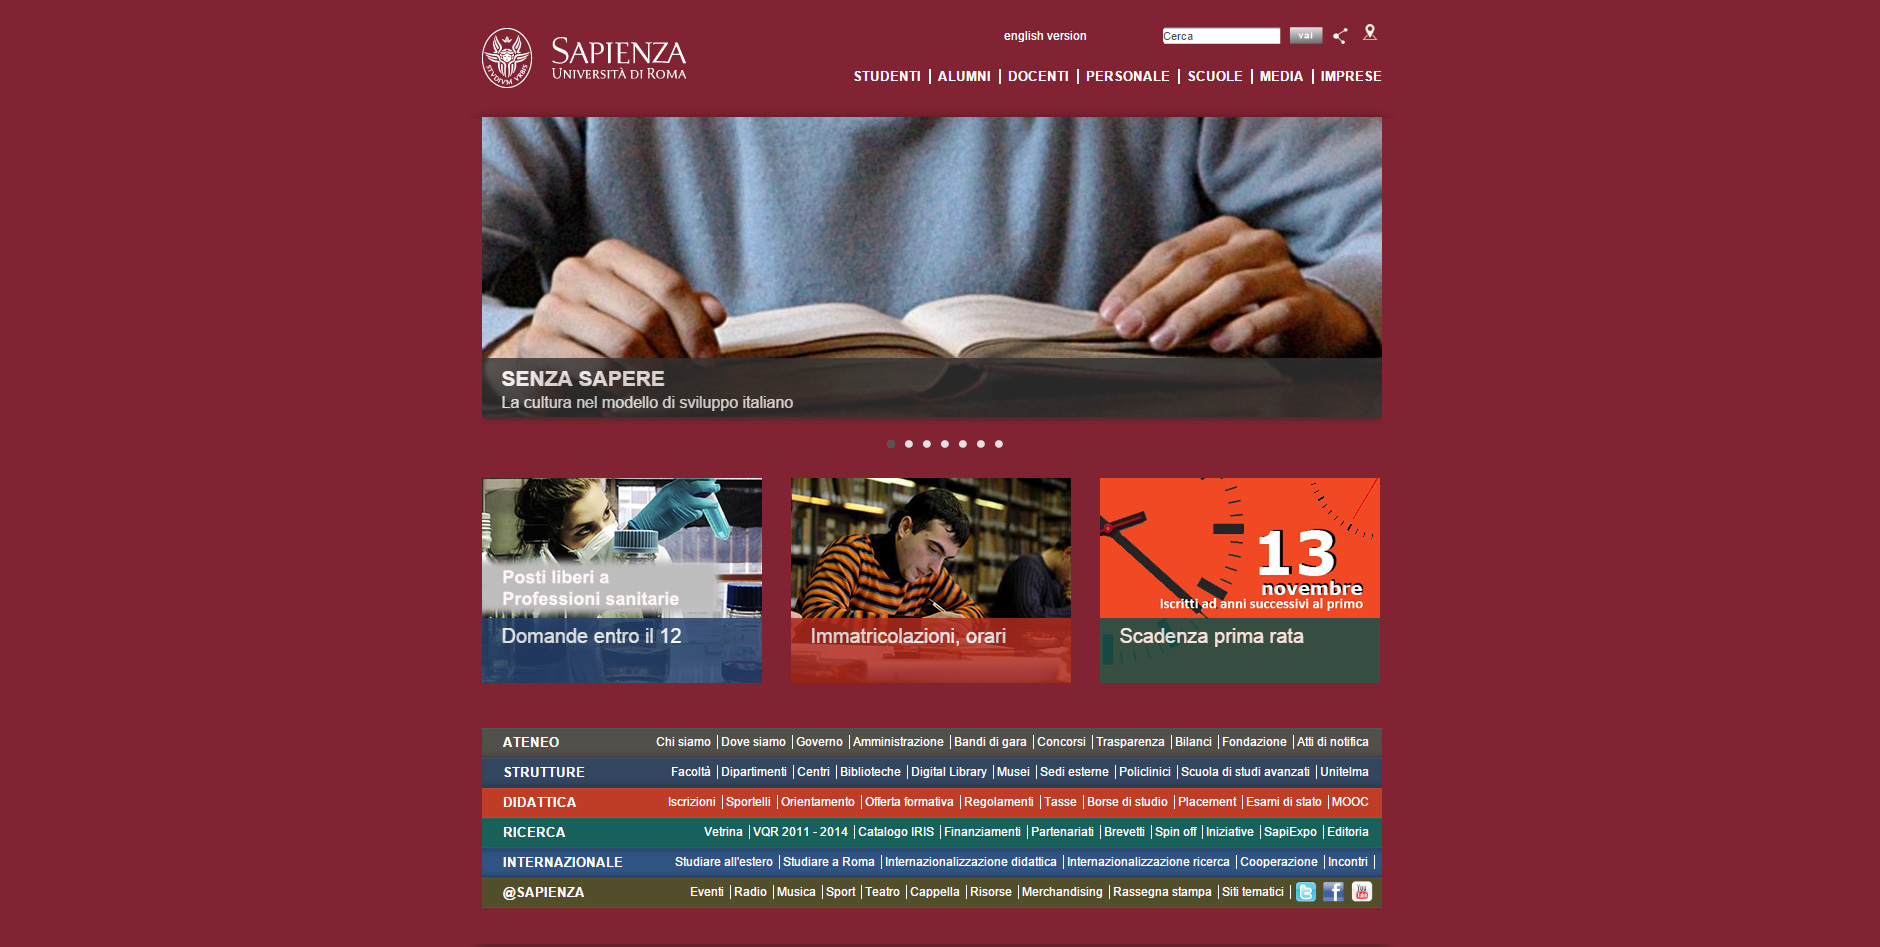 english version
Cerca
vai
STUDIUM URBIS
SAPIENZA
UNIVERSITÀ DI ROMA
STUDENTI | ALUMNI | DOCENTI | PERSONALE | SCUOLE | MEDIA | IMPRESE
SENZA SAPERE
La cultura nel modello di sviluppo italiano
Posti liberi a
Professioni sanitarie
Domande entro il 12
Immatricolazioni, orari
13
novembre
Iscritti ad anni successivi al primo
Scadenza prima rata
ATENEO Chi siamo | Dove siamo | Governo | Amministrazione | Bandi di gara | Concorsi | Trasparenza | Bilanci | Fondazione | Atti di notifica
STRUTTURE Facoltà | Dipartimenti | Centri | Biblioteche | Digital Library | Musei | Sedi esterne | Policlinici | Scuola di studi avanzati | Unitelma
DIDATTICA Iscrizioni | Sportelli | Orientamento | Offerta formativa | Regolamenti | Tasse | Borse di studio | Placement | Esami di stato | MOOC
RICERCA Vetrina | VQR 2011 - 2014 | Catalogo IRIS | Finanziamenti | Partenariati | Brevetti | Spin off | Iniziative | SapiExpo | Editoria
INTERNAZIONALE Studiare all'estero | Studiare a Roma | Internazionalizzazione didattica | Internazionalizzazione ricerca | Cooperazione | Incontri |
@SAPIENZA Eventi | Radio | Musica | Sport | Teatro | Cappella | Risorse | Merchandising | Rassegna stampa | Siti tematici |
You Tube